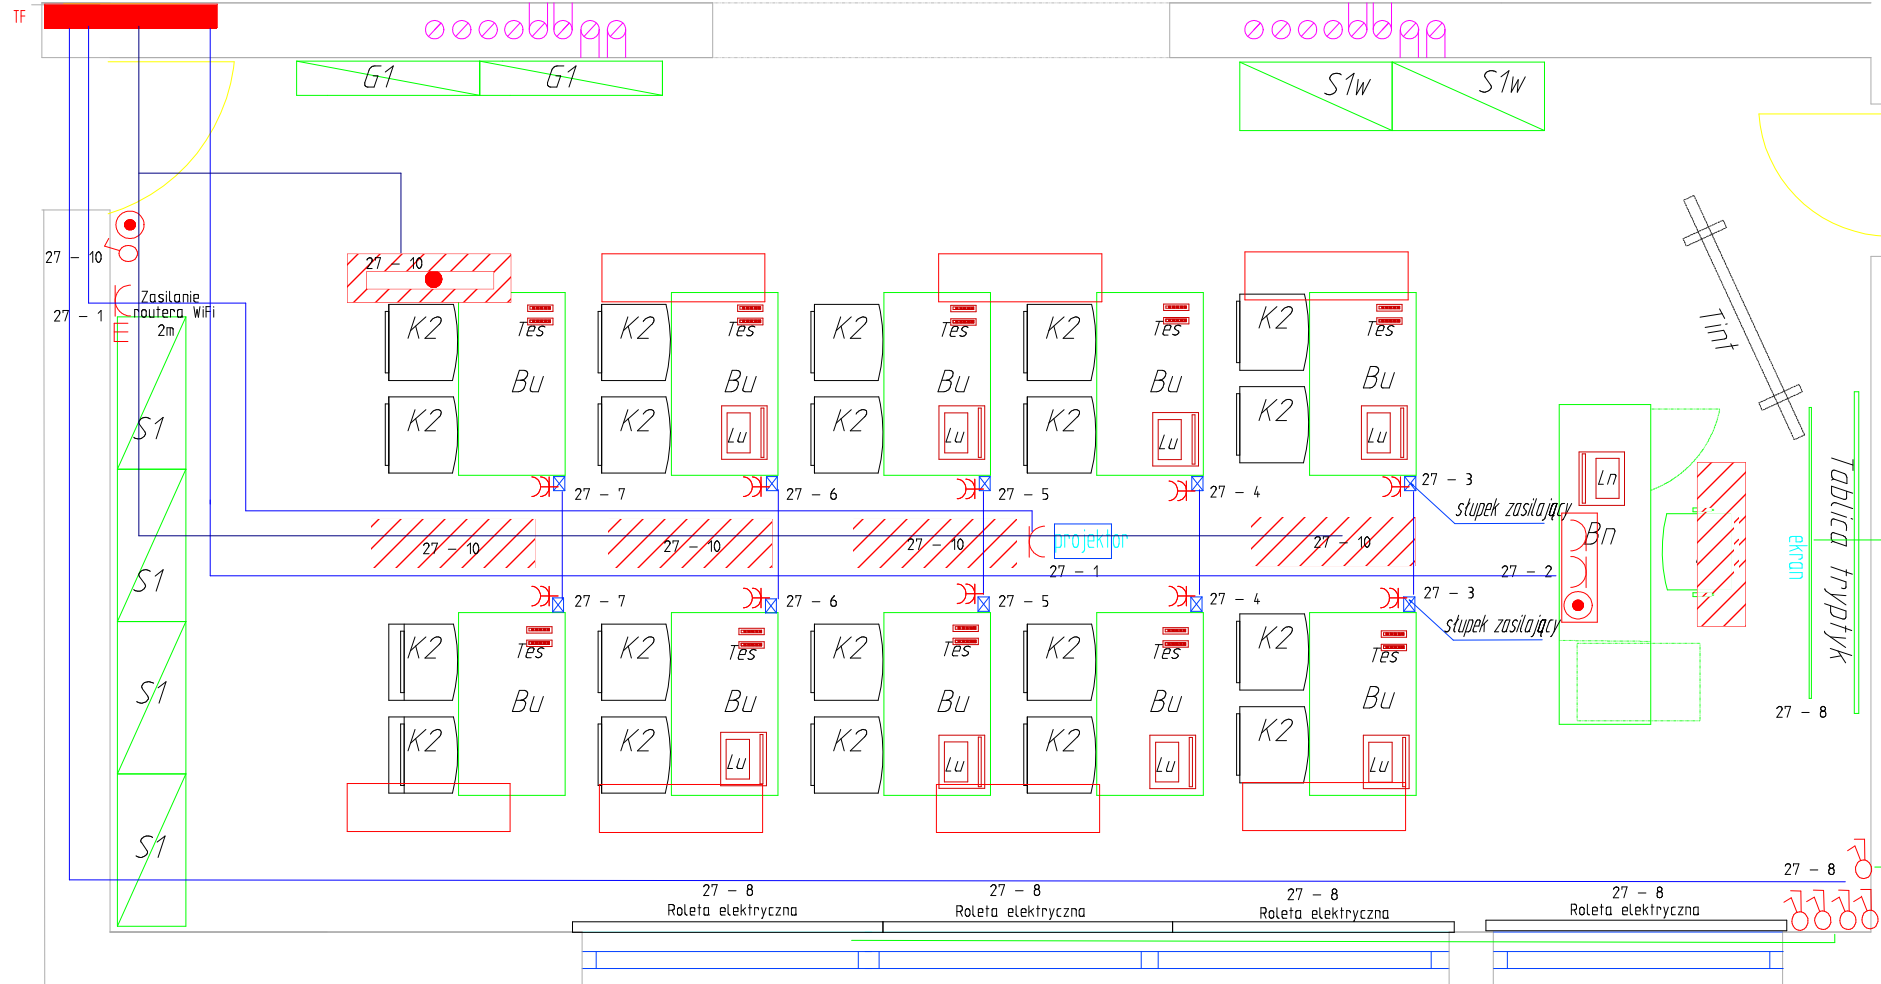 TF
G1 G1 S1w S1w
27 - 10
27 - 10
Zasilanie
routera WiFi
2m
27 - 1
Tint
K2 Tes K2 Tes K2 Tes K2 Tes K2 Tes
Bu Bu Bu Bu Bu
K2 K2 Lu K2 Lu K2 Lu K2 Lu
S1
Ln
27 - 7 27 - 6 27 - 5 27 - 4 27 - 3
słupek zasilający
Bn
27 - 10 27 - 10 27 - 10 projektor 27 - 10
27 - 1
27 - 2
ekran
Tablica tryptyk
S1
27 - 7 27 - 6 27 - 5 27 - 4 27 - 3
słupek zasilający
K2 Tes K2 Tes K2 Tes K2 Tes K2 Tes
S1
Bu Bu Bu Bu Bu
27 - 8
K2 K2 Lu K2 Lu K2 Lu K2 Lu
S1
27 - 8
27 - 8 27 - 8 27 - 8 27 - 8
Roleta elektryczna Roleta elektryczna Roleta elektryczna Roleta elektryczna